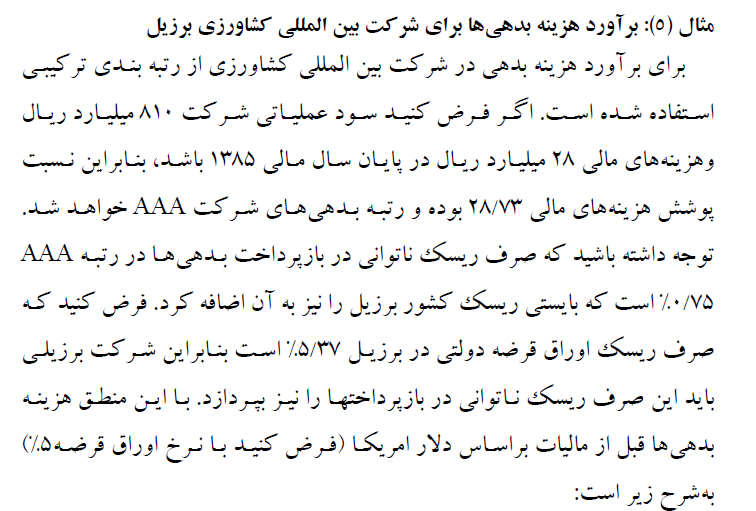 مثال (۵): برآورد هزینه بدهی‌ها برای شرکت بین المللی کشاورزی برزیل
برای برآورد هزینه بدهی در شرکت بین المللی کشاورزی از رتبه بندی ترکیبی
استفاده شده است. اگر فرض کنید سود عملیاتی شرکت ۸۱۰ میلیارد ریال
وهزینه‌های مالی ۲۸ میلیارد ریال در پایان سال مالی ۱۳۸۵ باشد، بنابراین نسبت
پوشش هزینه‌های مالی ۲۸/۷۳ بوده و رتبه بدهی‌های شرکت AAA خواهد شد.
توجه داشته باشید که صرف ریسک ناتوانی در بازپرداخت بدهی‌ها در رتبه AAA
۰/۷۵٪ است که بایستی ریسک کشور برزیل را نیز به آن اضافه کرد. فرض کنید که
صرف ریسک اوراق قرضه دولتی در برزیل ۵/۳۷٪ است بنابراین شرکت برزیلی
باید این صرف ریسک ناتوانی در بازپرداختها را نیز بپردازد. با این منطق هزینه
بدهی‌ها قبل از مالیات براساس دلار امریکا (فرض کنید با نرخ اوراق قرضه۵٪)
به‌شرح زیر است: